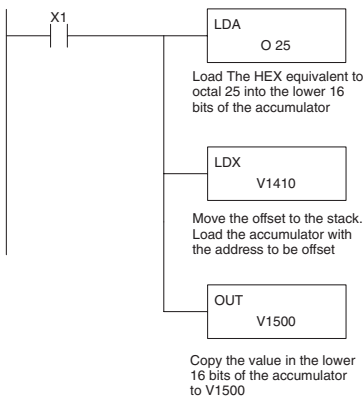 X1
LDA
O 25
Load The HEX equivalent to
octal 25 into the lower 16
bits of the accumulator
LDX
V1410
Move the offset to the stack.
Load the accumulator with
the address to be offset
OUT
V1500
Copy the value in the lower
16 bits of the accumulator
to V1500